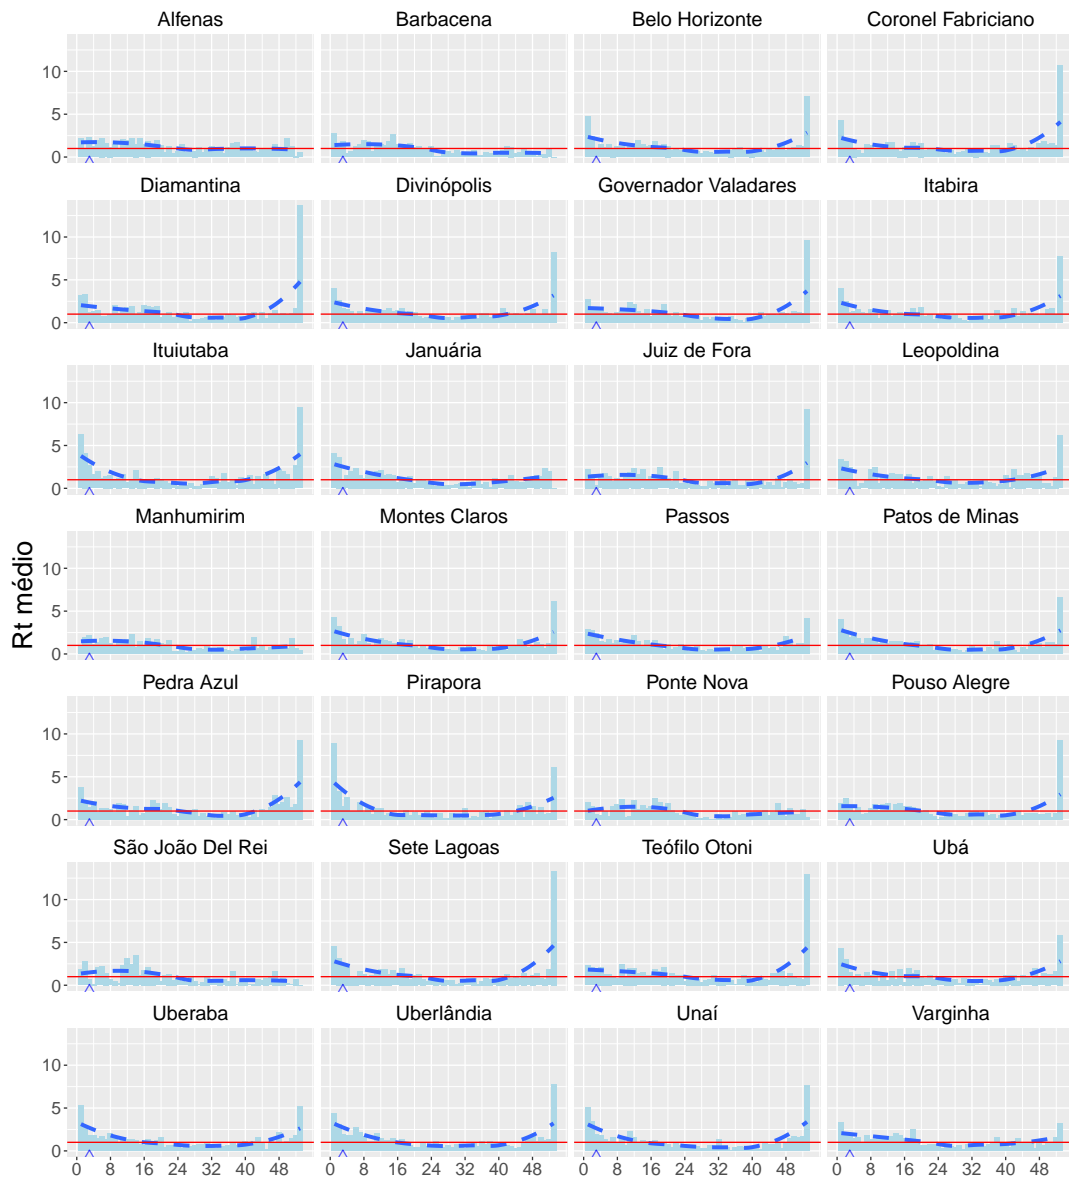 Alfenas Barbacena Belo Horizonte Coronel Fabriciano
10
5
0
Diamantina Divinópolis Governador Valadares Itabira
10
5
0
Ituiutaba Januária Juiz de Fora Leopoldina
10
5
0
Manhumirim Montes Claros Passos Patos de Minas
10
5
0
Rt médio
Pedra Azul Pirapora Ponte Nova Pouso Alegre
10
5
0
São João Del Rei Sete Lagoas Teófilo Otoni Ubá
10
5
0
Uberaba Uberlândia Unaí Varginha
10
5
0
0 8 16 24 32 40 48 0 8 16 24 32 40 48 0 8 16 24 32 40 48 0 8 16 24 32 40 48